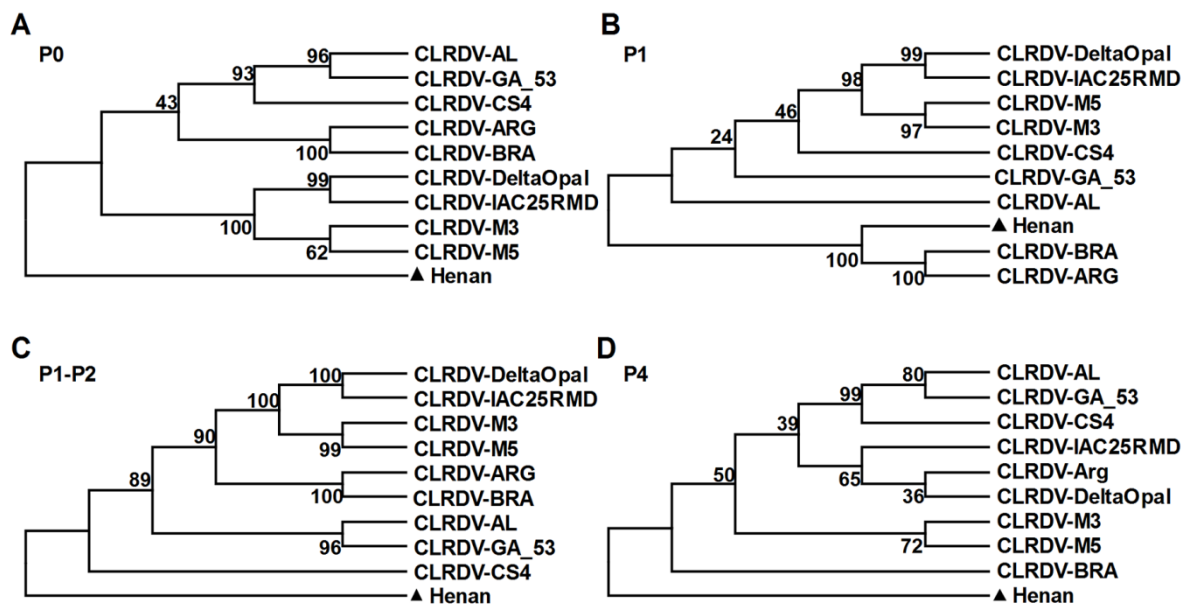 A
P0
96
CLRDV-AL
93
CLRDV-GA_53
43
CLRDV-CS4
CLRDV-ARG
100
CLRDV-BRA
99
CLRDV-DeltaOpal
CLRDV-IAC25RMD
100
CLRDV-M3
62
CLRDV-M5
▲ Henan
B
P1
99
CLRDV-DeltaOpal
98
CLRDV-IAC25RMD
46
CLRDV-M5
97
CLRDV-M3
24
CLRDV-CS4
CLRDV-GA_53
CLRDV-AL
▲ Henan
100
CLRDV-BRA
100
CLRDV-ARG
C
P1-P2
100
CLRDV-DeltaOpal
100
CLRDV-IAC25RMD
90
CLRDV-M3
99
CLRDV-M5
89
CLRDV-ARG
100
CLRDV-BRA
CLRDV-AL
96
CLRDV-GA_53
CLRDV-CS4
▲ Henan
D
P4
80
CLRDV-AL
99
CLRDV-GA_53
39
CLRDV-CS4
CLRDV-IAC25RMD
50
65
CLRDV-Arg
36
CLRDV-DeltaOpal
CLRDV-M3
72
CLRDV-M5
CLRDV-BRA
▲ Henan